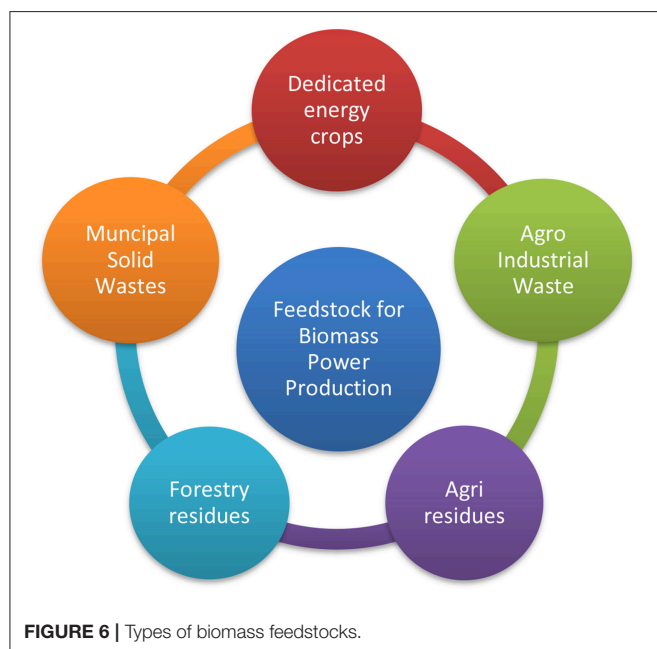 Dedicated
energy
crops
Agro
Industrial
Waste
Agri
residues
Forestry
residues
Muncipal
Solid
Wastes
Feedstock for
Biomass
Power
Production
FIGURE 6 | Types of biomass feedstocks.